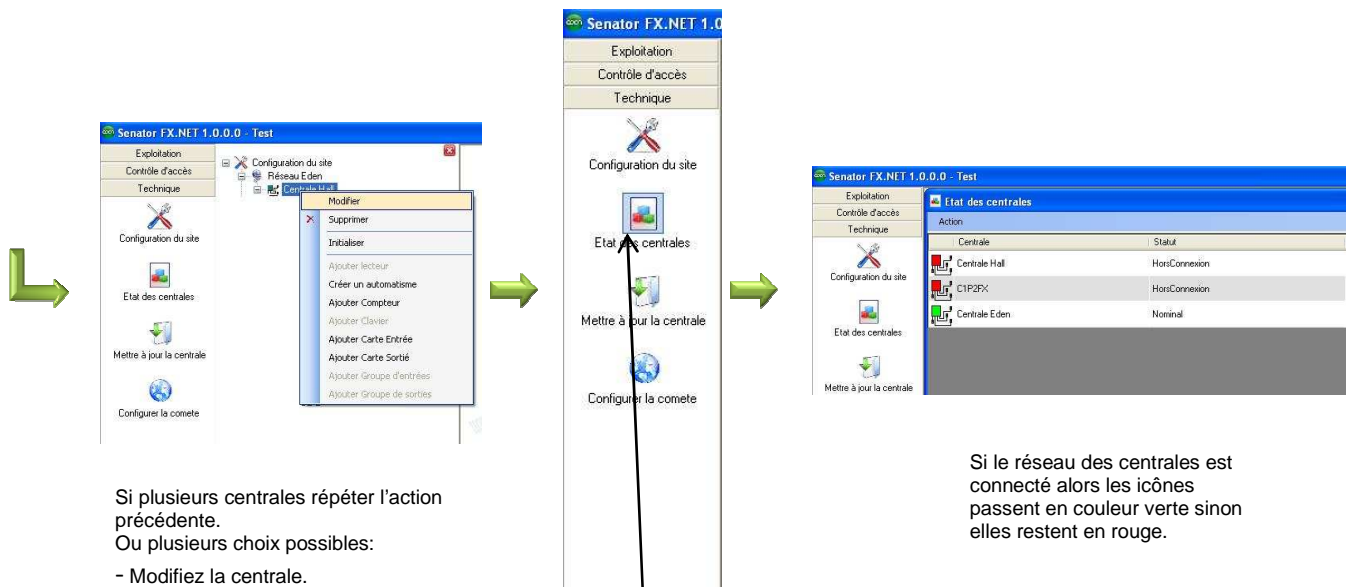 Senator FX.NET 1.0.0.0 - Test
Exploitation
Contrôle d'accès
Technique
Configuration du site
Etat des centrales
Mettre à jour la centrale
Configurer la comete
Configuration du site
Réseau Eden
Centrale Hall
Modifier
Supprimer
Initialiser
Ajouter lecteur
Créer un automatisme
Ajouter Compteur
Ajouter Clavier
Ajouter Carte Entrée
Ajouter Carte Sortié
Ajouter Groupe d'entrées
Ajouter Groupe de sorties
Si plusieurs centrales répéter l'action
précédente.
Ou plusieurs choix possibles:
- Modifiez la centrale.
Senator FX.NET 1.0
Exploitation
Contrôle d'accès
Technique
Configuration du site
Etat des centrales
Mettre à jour la centrale
Configurer la comete
Senator FX.NET 1.0.0.0 - Test
Exploitation
Contrôle d'accès
Technique
Configuration du site
Etat des centrales
Mettre à jour la centrale
Etat des centrales
Action
Centrale Statut
Centrale Hall HorsConnexion
C1P2FX HorsConnexion
Centrale Eden Nominal
Si le réseau des centrales est
connecté alors les icônes
passent en couleur verte sinon
elles restent en rouge.